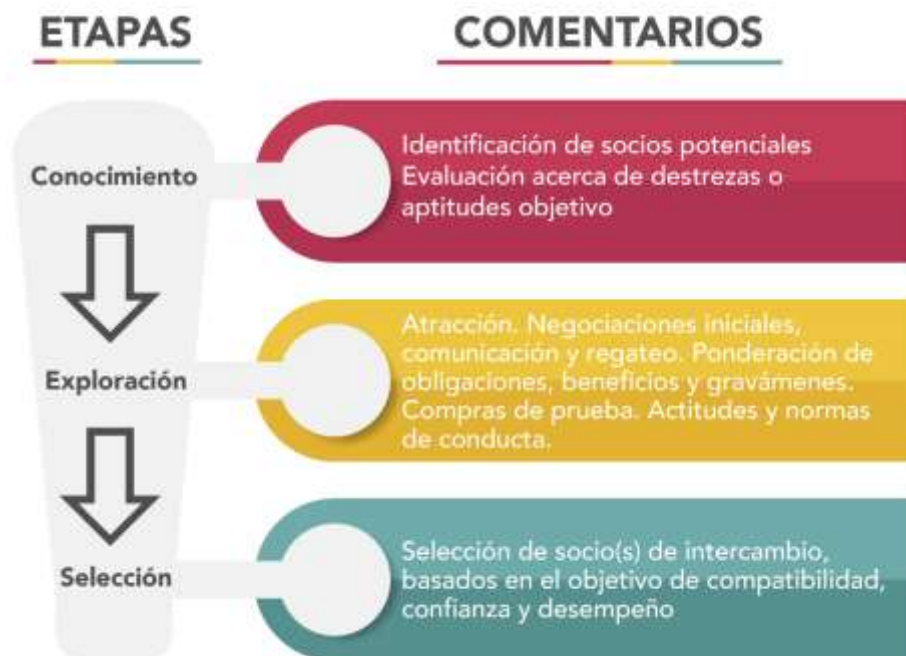 ETAPAS
COMENTARIOS
Conocimiento
Identificación de socios potenciales
Evaluación acerca de destrezas o
aptitudes objetivo
Exploración
Atracción. Negociaciones iniciales,
comunicación y regateo. Ponderación de
obligaciones, beneficios y gravámenes.
Compras de prueba. Actitudes y normas
de conducta.
Selección
Selección de socio(s) de intercambio,
basados en el objetivo de compatibilidad,
confianza y desempeño